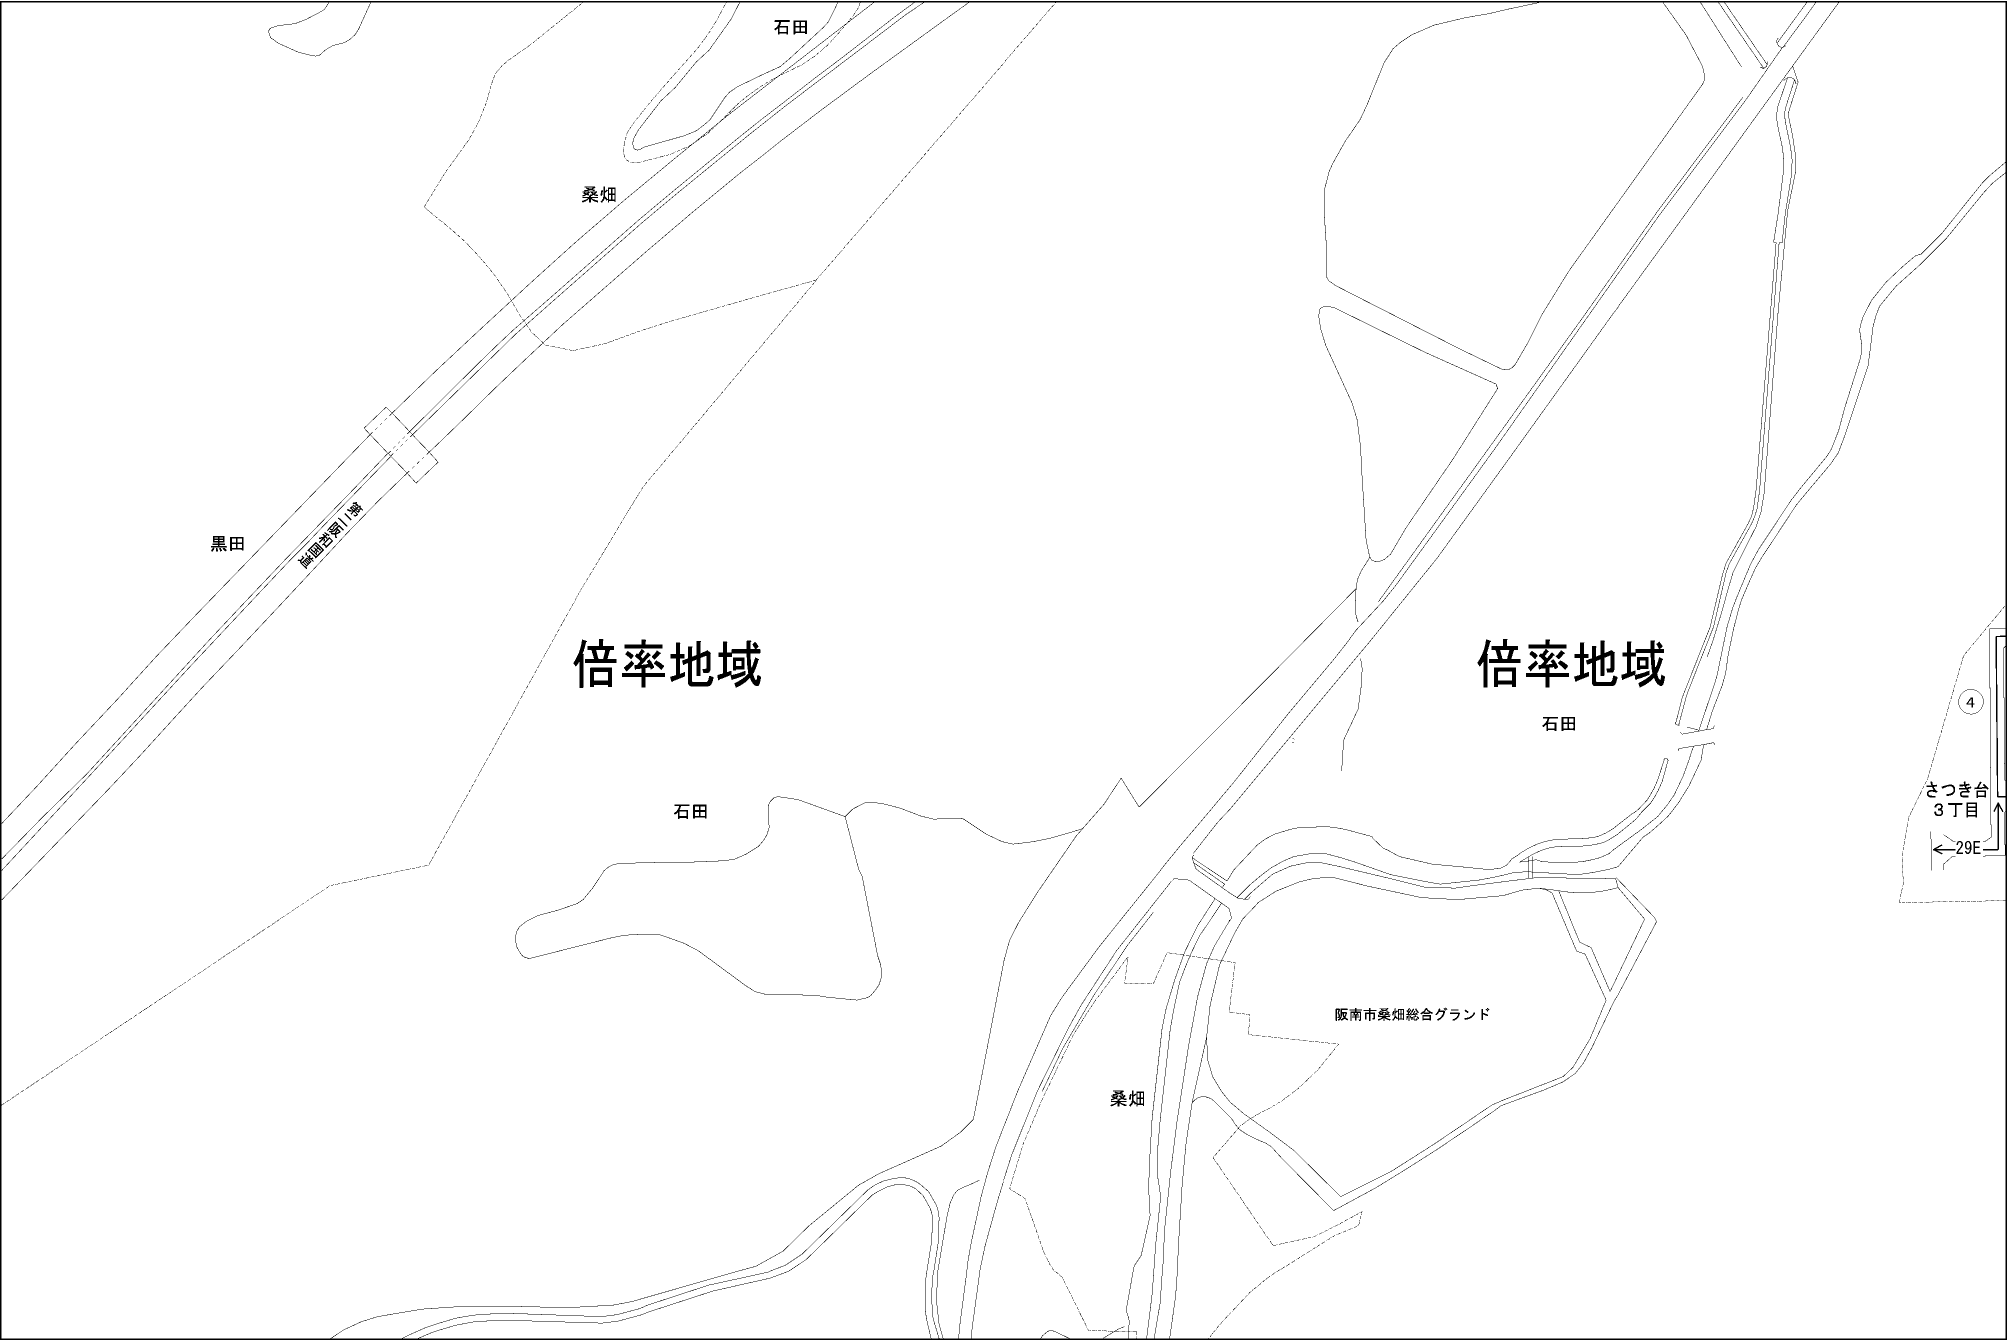 石田
桑畑
黒田
第二阪和国道
倍率地域
倍率地域
石田
④
石田
さつき台
３丁目
29E
阪南市桑畑総合グランド
桑畑